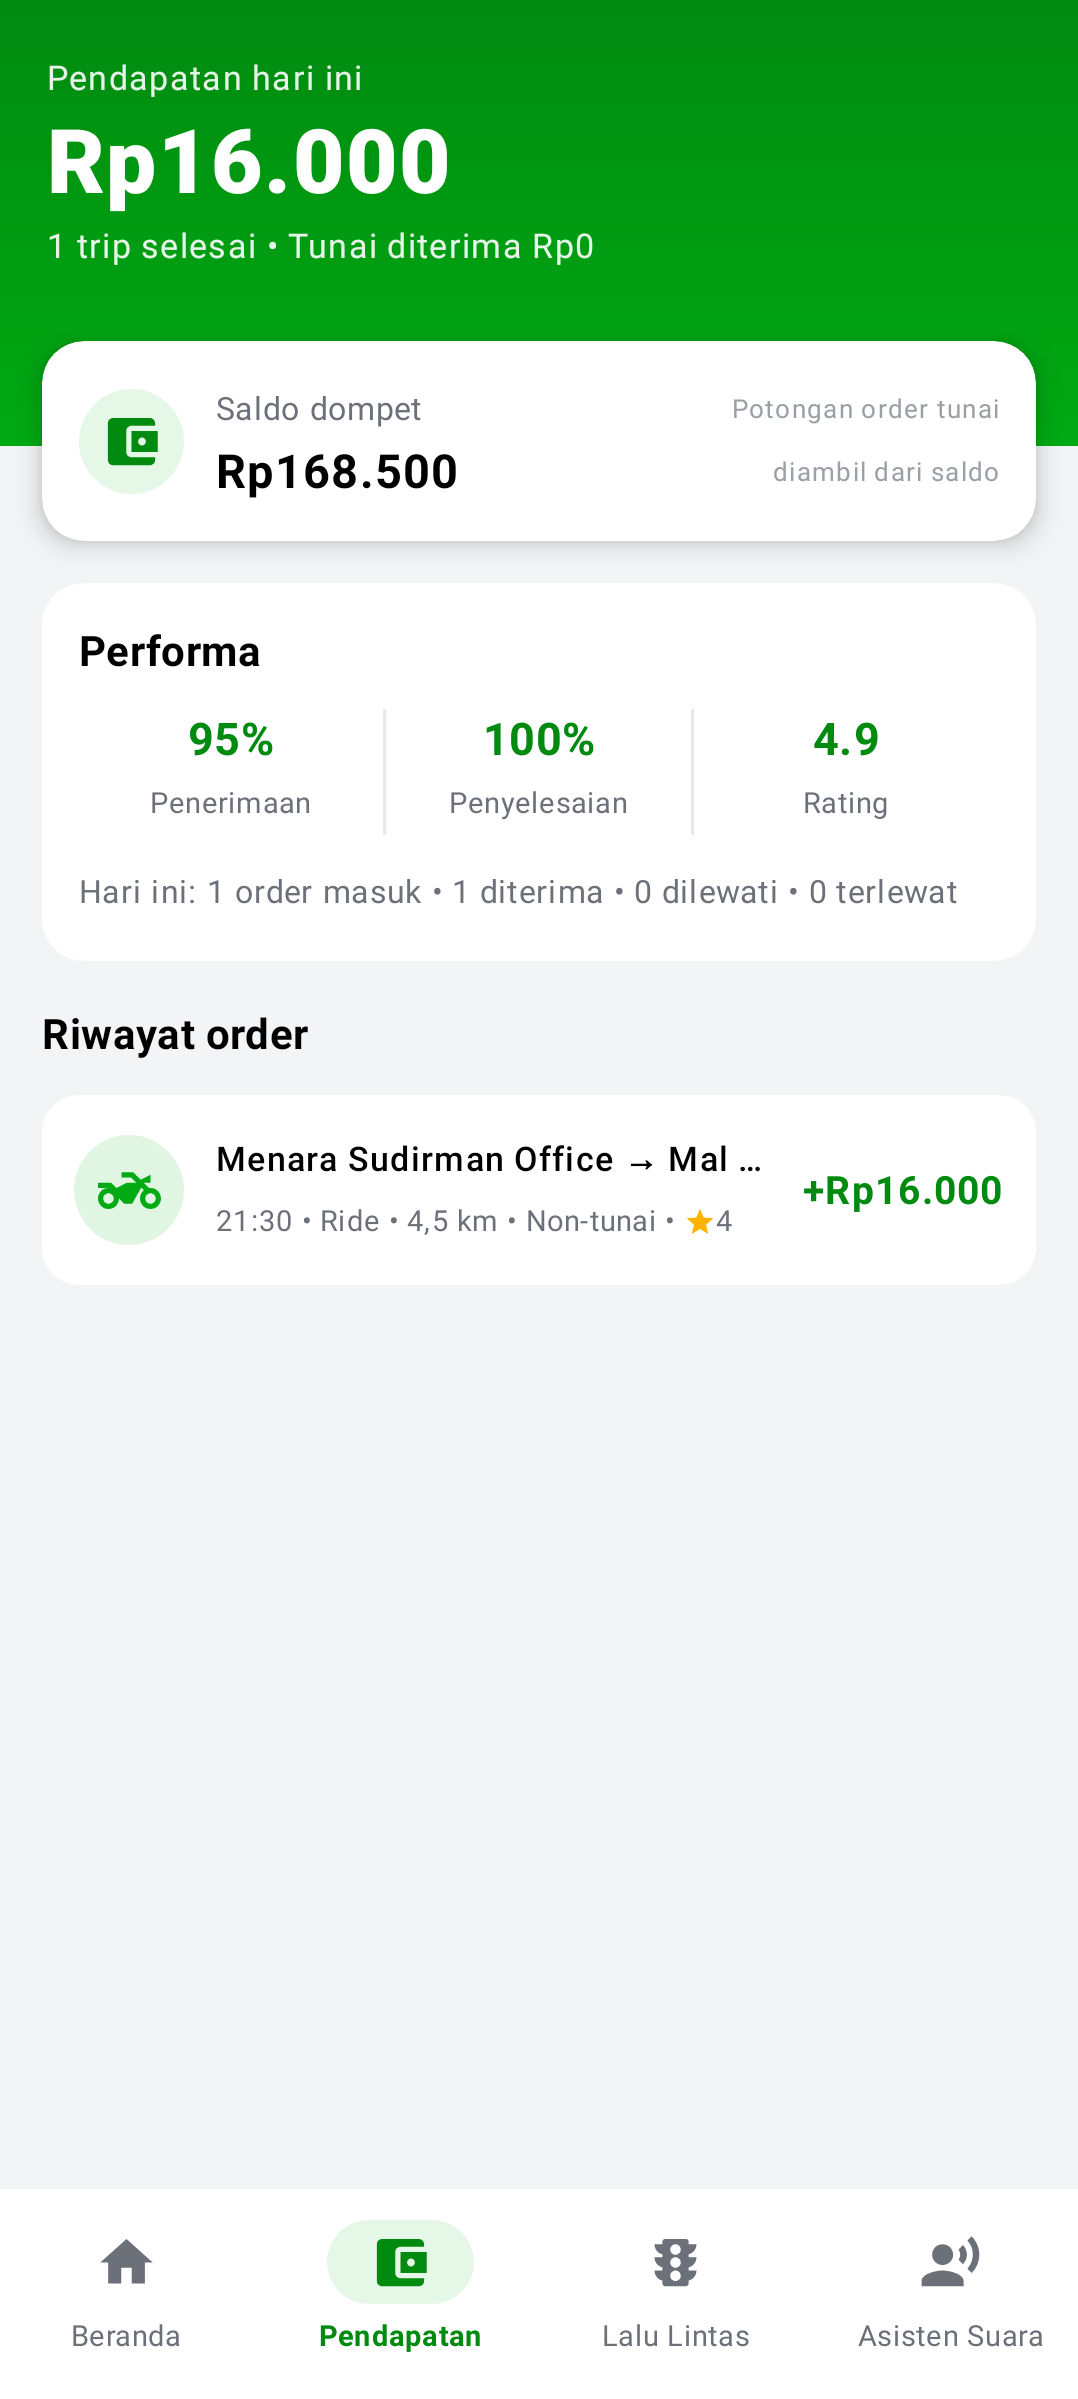 Pendapatan hari ini
Rp16.000
1 trip selesai • Tunai diterima Rp0
Saldo dompet
Rp168.500
Potongan order tunai
diambil dari saldo
Performa
95%
Penerimaan
100%
Penyelesaian
4.9
Rating
Hari ini: 1 order masuk • 1 diterima • 0 dilewati • 0 terlewat
Riwayat order
Menara Sudirman Office → Mal ...
21:30 • Ride • 4,5 km • Non-tunai • ★4
+Rp16.000
Beranda
Pendapatan
Lalu Lintas
Asisten Suara